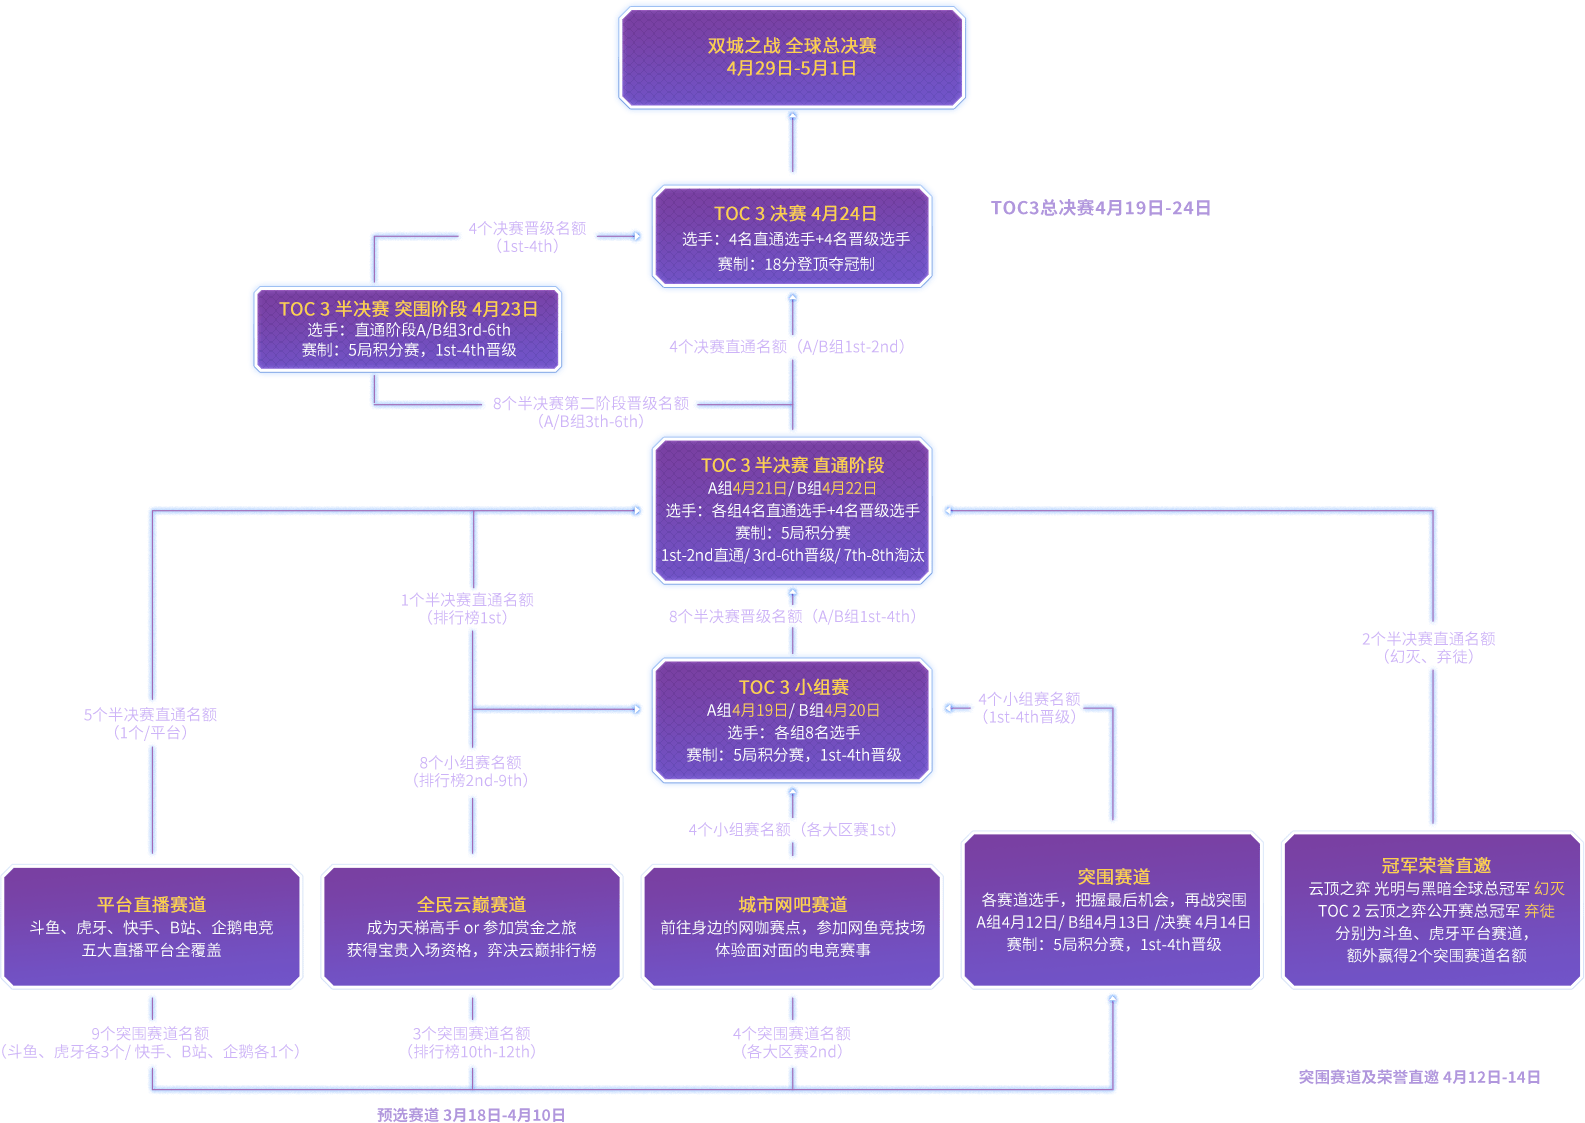 双城之战 全球总决赛
4月29日-5月1日
TOC 3 决赛 4月24日
选手：4名直通选手+4名晋级选手
赛制：18分登顶夺冠制
TOC3总决赛4月19日-24日
4个决赛晋级名额
（1st-4th）
TOC 3 半决赛 突围阶段 4月23日
选手：直通阶段A/B组3rd-6th
赛制：5局积分赛，1st-4th晋级
4个决赛直通名额（A/B组1st-2nd）
8个半决赛第二阶段晋级名额
（A/B组3th-6th）
TOC 3 半决赛 直通阶段
A组4月21日/ B组4月22日
选手：各组4名直通选手+4名晋级选手
赛制：5局积分赛
1st-2nd直通/ 3rd-6th晋级/ 7th-8th淘汰
1个半决赛直通名额
（排行榜1st）
8个半决赛晋级名额（A/B组1st-4th）
2个半决赛直通名额
（幻灭、弃徒）
TOC 3 小组赛
A组4月19日/ B组4月20日
选手：各组8名选手
赛制：5局积分赛，1st-4th晋级
4个小组赛名额
（1st-4th晋级）
5个半决赛直通名额
（1个/平台）
8个小组赛名额
（排行榜2nd-9th）
4个小组赛名额（各大区赛1st）
平台直播赛道
斗鱼、虎牙、快手、B站、企鹅电竞
五大直播平台全覆盖
全民云巅赛道
成为天梯高手 or 参加赏金之旅
获得宝贵入场资格，弈决云巅排行榜
城市网吧赛道
前往身边的网咖赛点，参加网鱼竞技场
体验面对面的电竞赛事
突围赛道
各赛道选手，把握最后机会，再战突围
A组4月12日/ B组4月13日 /决赛 4月14日
赛制：5局积分赛，1st-4th晋级
冠军荣誉直邀
云顶之弈 光明与黑暗全球总冠军 幻灭
TOC 2 云顶之弈公开赛总冠军 弃徒
分别为斗鱼、虎牙平台赛道，
额外赢得2个突围赛道名额
9个突围赛道名额
（斗鱼、虎牙各3个/ 快手、B站、企鹅各1个）
3个突围赛道名额
（排行榜10th-12th）
4个突围赛道名额
（各大区赛2nd）
突围赛道及荣誉直邀 4月12日-14日
预选赛道 3月18日-4月10日